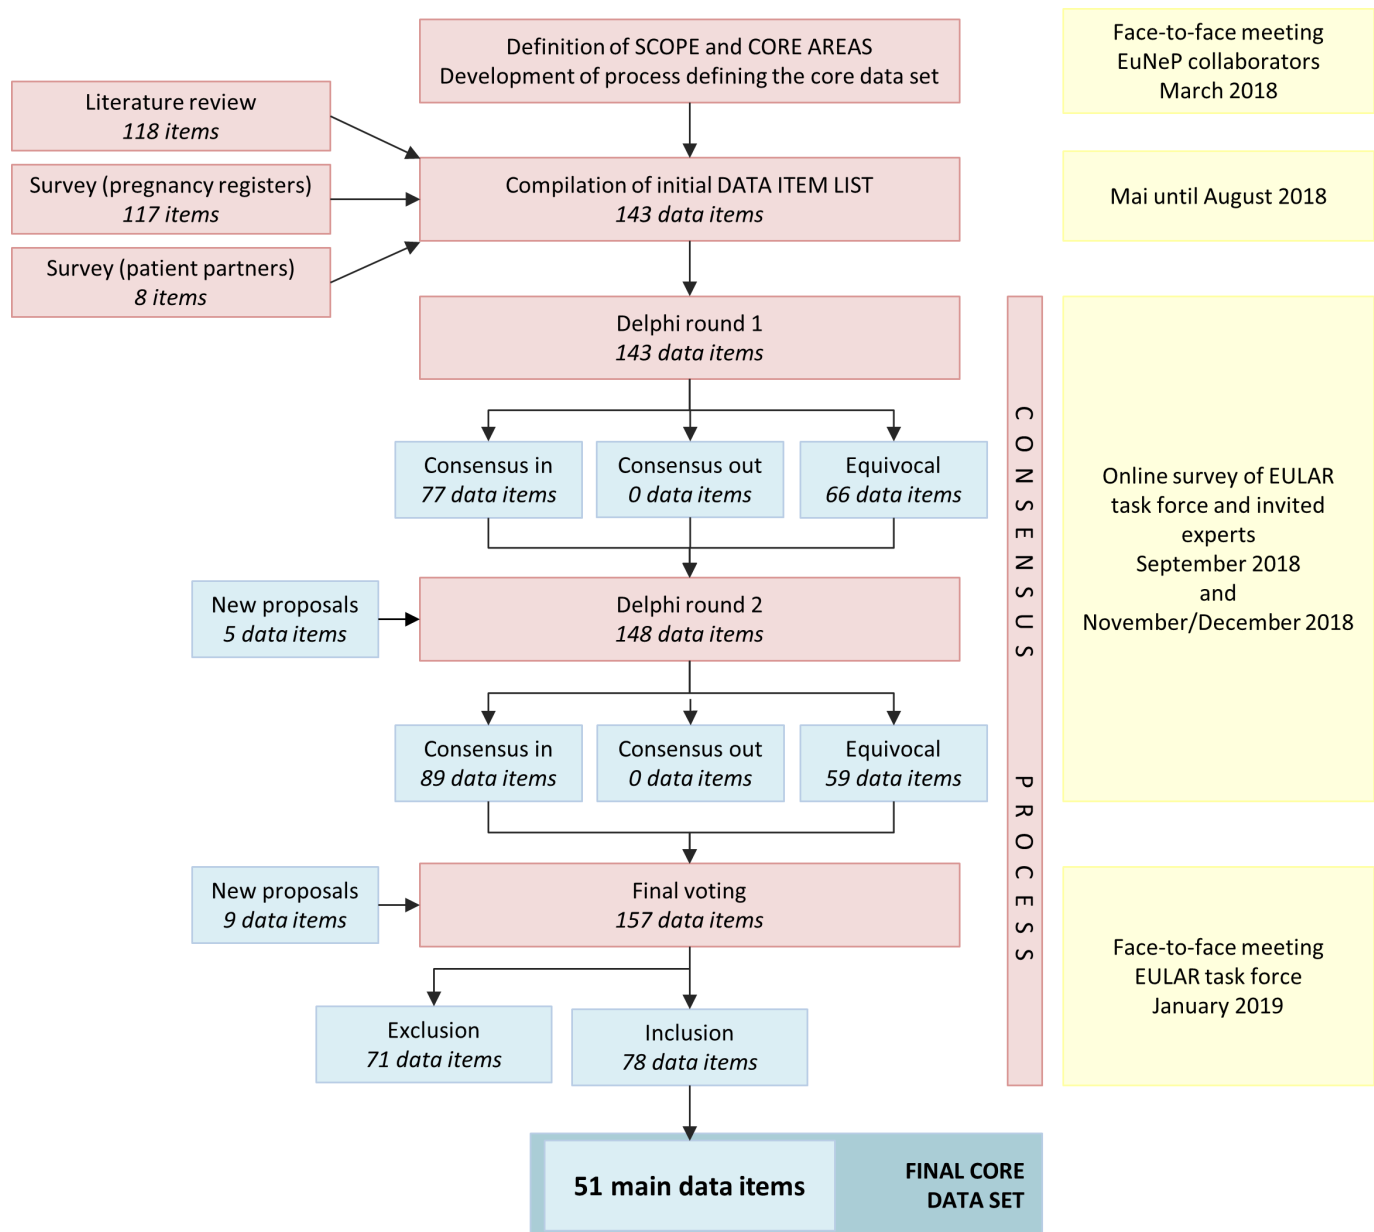 Definition of SCOPE and CORE AREAS
Development of process defining the core data set
Face-to-face meeting
EuNeP collaborators
March 2018
Literature review
118 items
Survey (pregnancy registers)
117 items
Survey (patient partners)
8 items
Compilation of initial DATA ITEM LIST
143 data items
Mai until August 2018
Delphi round 1
143 data items
Consensus in
77 data items
Consensus out
0 data items
Equivocal
66 data items
New proposals
5 data items
Delphi round 2
148 data items
Consensus in
89 data items
Consensus out
0 data items
Equivocal
59 data items
CONSENSUS PROCESS
Online survey of EULAR
task force and invited
experts
September 2018
and
November/December 2018
New proposals
9 data items
Final voting
157 data items
Exclusion
71 data items
Inclusion
78 data items
Face-to-face meeting
EULAR task force
January 2019
51 main data items
FINAL CORE
DATA SET